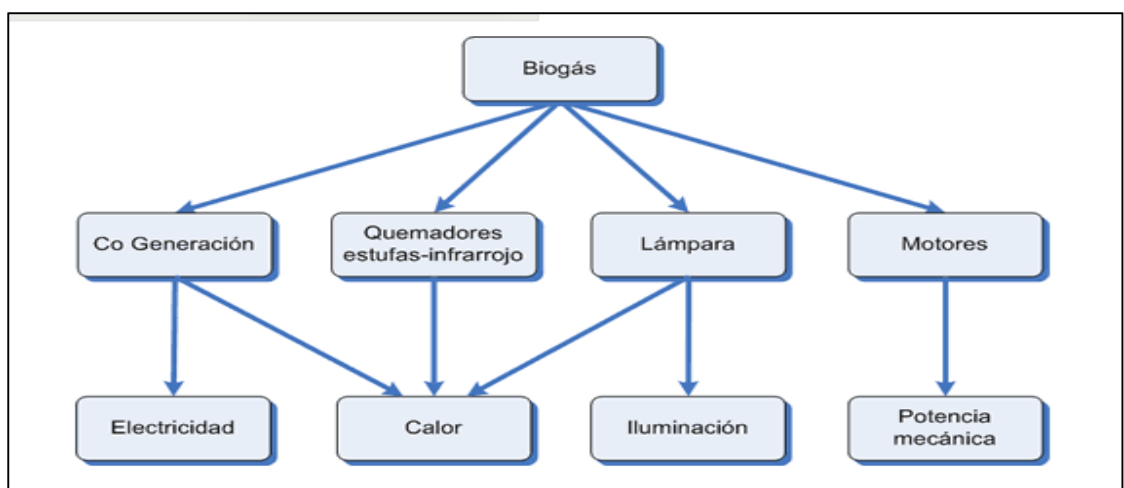 Biogás
Co Generación
Quemadores
estufas-infrarrojo
Lámpara
Motores
Electricidad
Calor
Iluminación
Potencia
mecánica